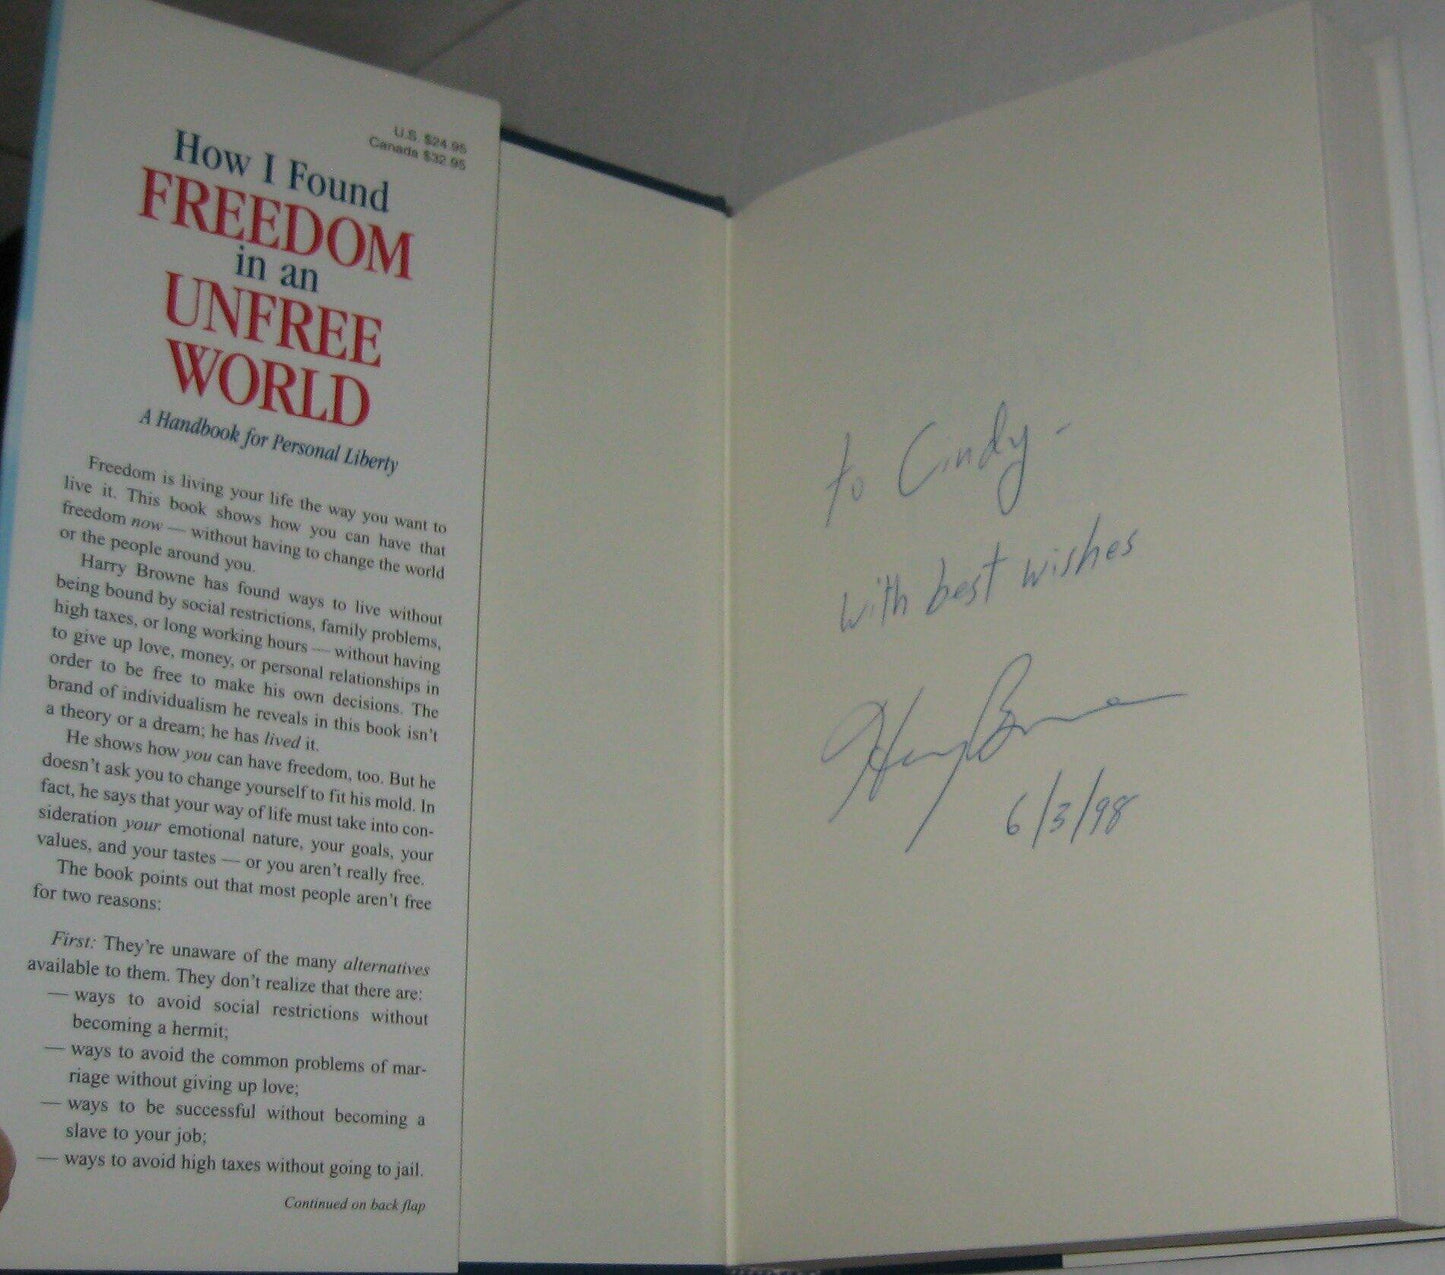 U.S. $24.95
Canada $32.95
How I Found
FREEDOM
in an
UNFREE
WORLD
A Handbook for Personal Liberty
Freedom is living your life the way you want to
live it. This book shows how you can have that
freedom now — without having to change the world
or the people around you.
Harry Browne has found ways to live without
being bound by social restrictions, family problems,
high taxes, or long working hours — without having
to give up love, money, or personal relationships in
order to be free to make his own decisions. The
brand of individualism he reveals in this book isn't
a theory or a dream; he has lived it.
He shows how you can have freedom, too. But he
doesn't ask you to change yourself to fit his mold. In
fact, he says that your way of life must take into con-
sideration your emotional nature, your goals, your
values, and your tastes — or you aren't really free.
The book points out that most people aren't free
for two reasons:
First: They're unaware of the many alternatives
available to them. They don't realize that there are:
— ways to avoid social restrictions without
becoming a hermit;
— ways to avoid the common problems of mar-
riage without giving up love;
— ways to be successful without becoming a
slave to your job;
— ways to avoid high taxes without going to jail.
Continued on back flap
to Cindy –
with best wishes
Harry Browne
6/3/98